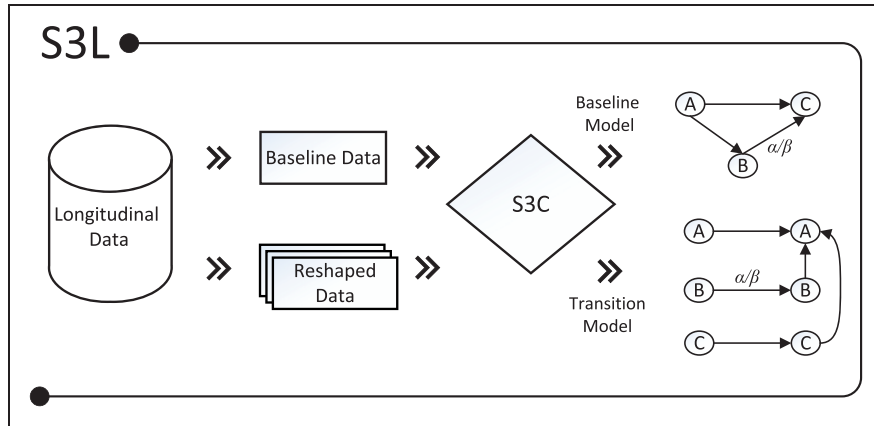 S3L
Longitudinal
Data
Baseline Data
Reshaped
Data
S3C
Baseline
Model
A
C
B
α/β
Transition
Model
A
A
B
α/β
B
C
C